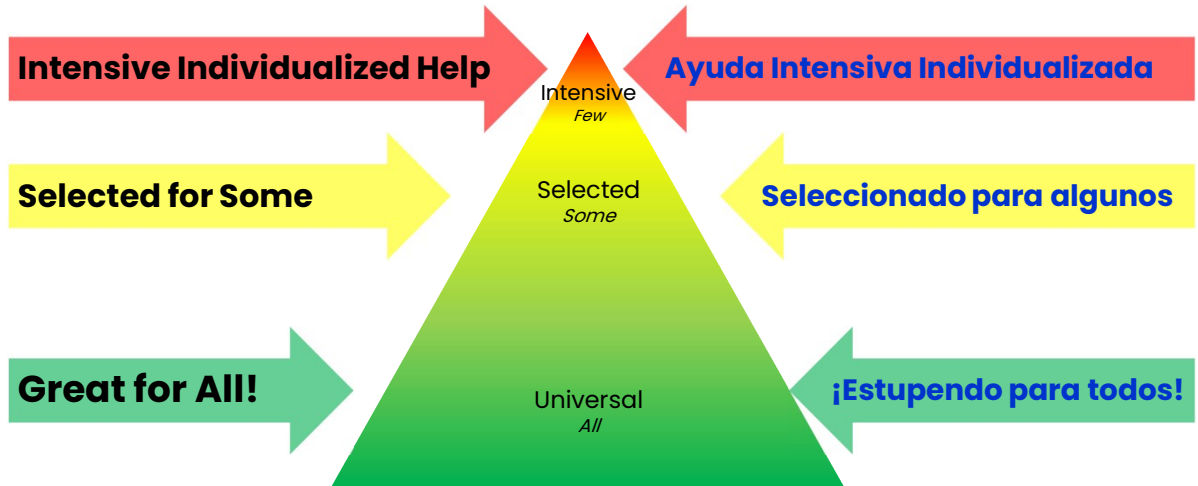 Intensive Individualized Help
Intensive
Few
Ayuda Intensiva Individualizada
Selected for Some
Selected
Some
Seleccionado para algunos
Great for All!
Universal
All
¡Estupendo para todos!